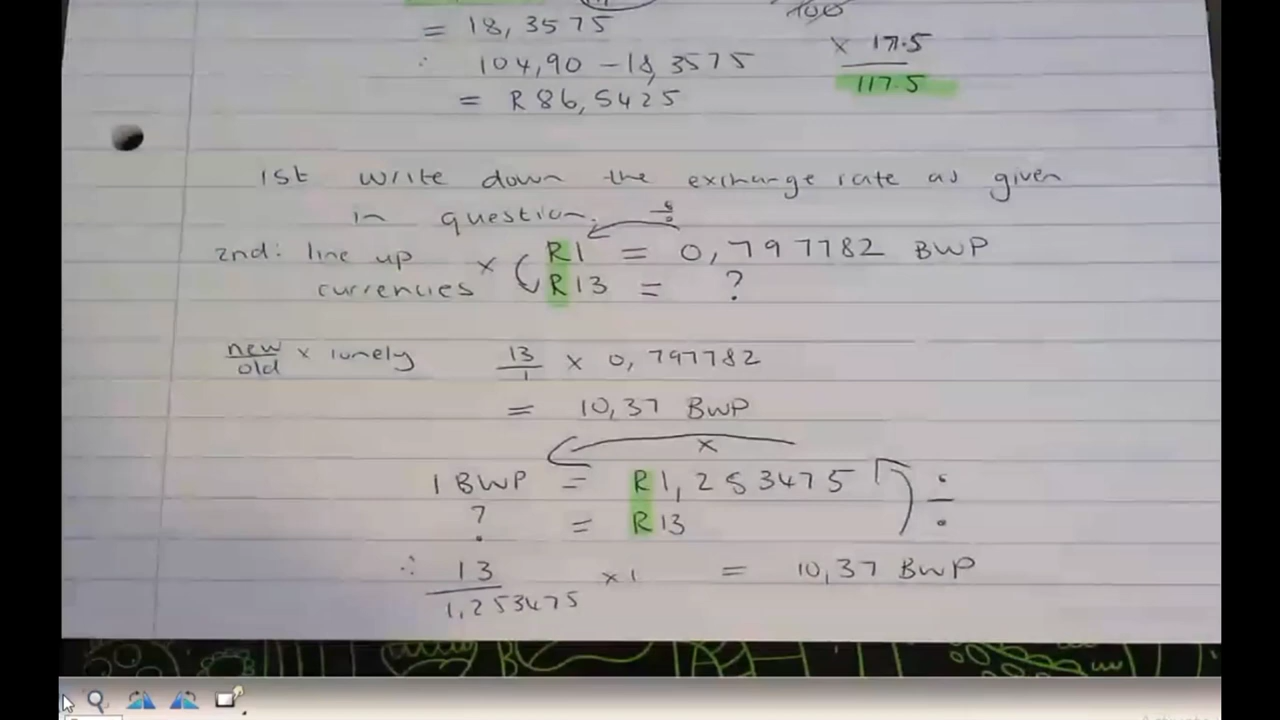 = 18,3575
100
∴ 104,90 - 18,3575
× 17.5
= R86,5425
117.5
1st write down the exchange rate as given
in question.
÷
2nd: line up × R1 = 0,797782 BWP
currencies R13 = ?
new/old × lonely 13/1 × 0,797782
= 10,37 BWP
×
1 BWP = R1,253475 ÷
? = R13
∴ 13/1,253475 ×1 = 10,37 BWP